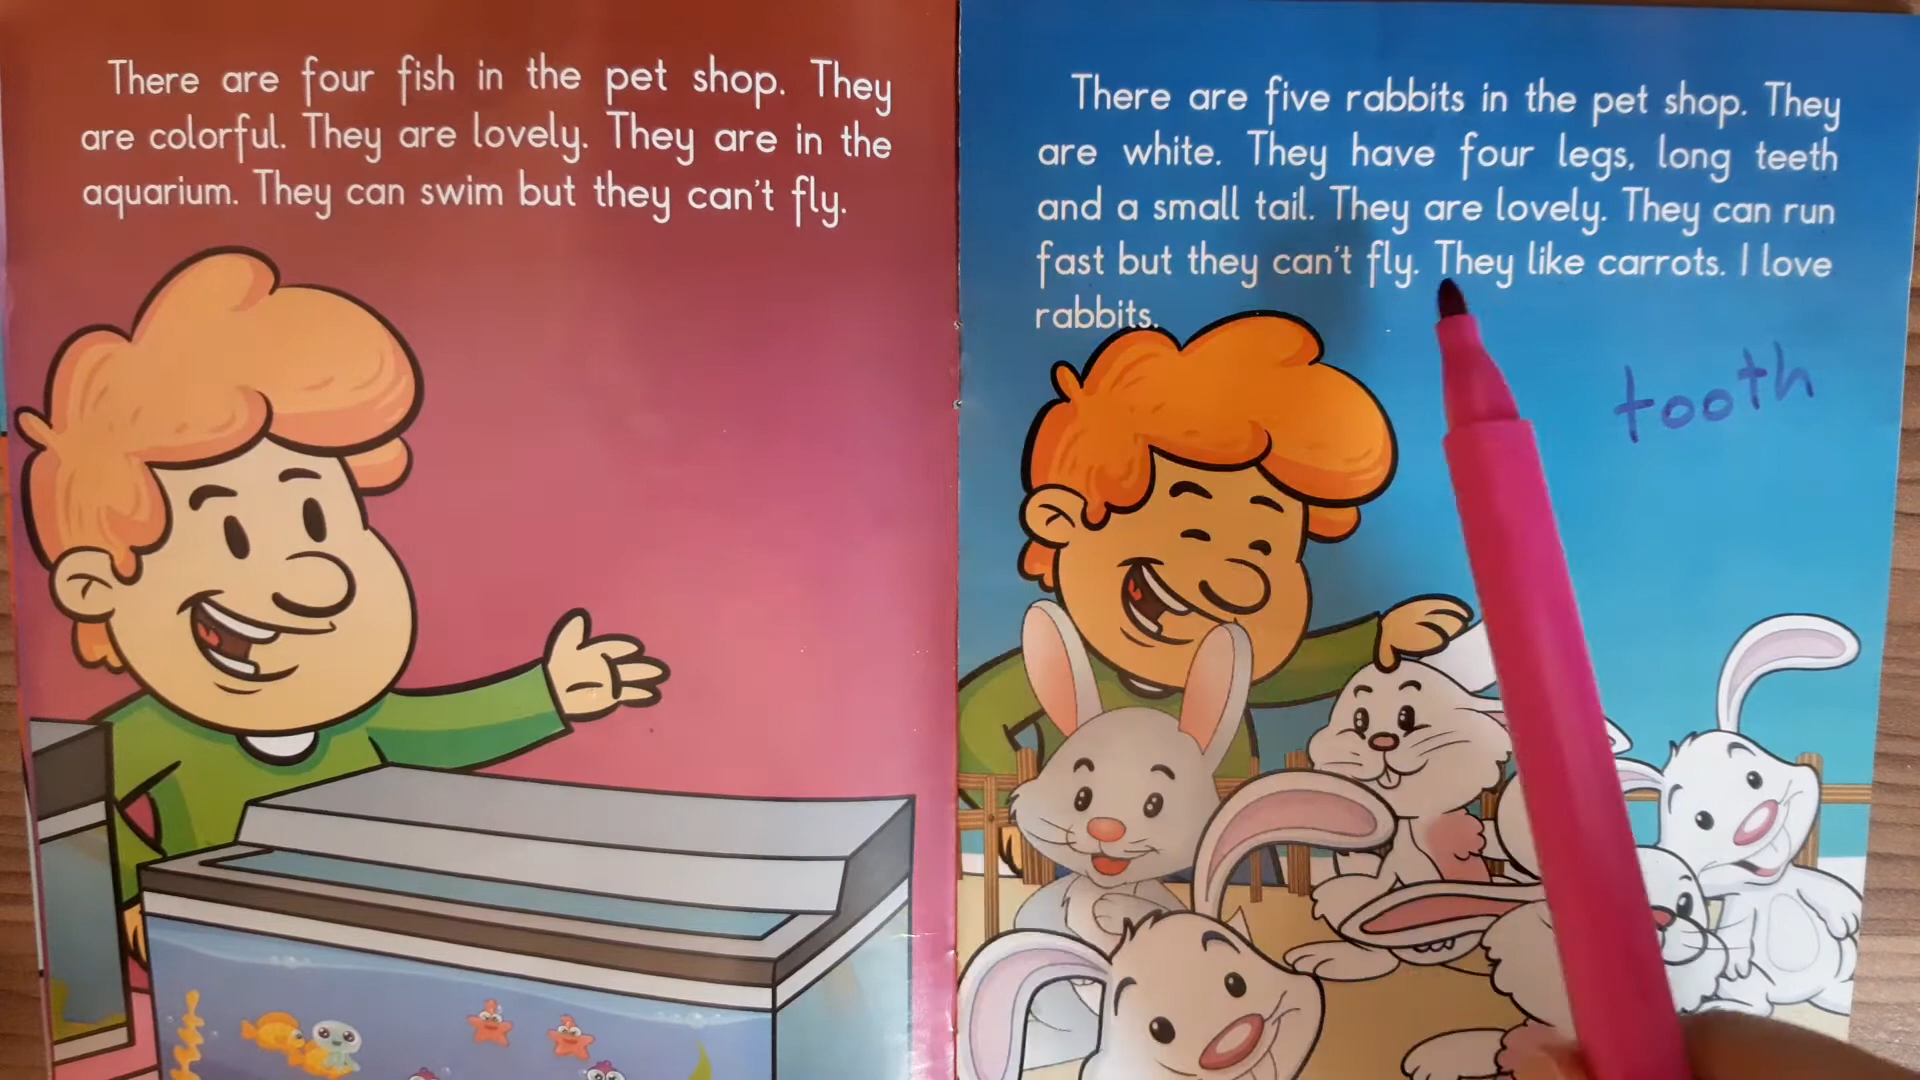 There are four fish in the pet shop. They
are colorful. They are lovely. They are in the
aquarium. They can swim but they can't fly.
There are five rabbits in the pet shop. They
are white. They have four legs, long teeth
and a small tail. They are lovely. They can run
fast but they can't fly. They like carrots. I love
rabbits.
tooth